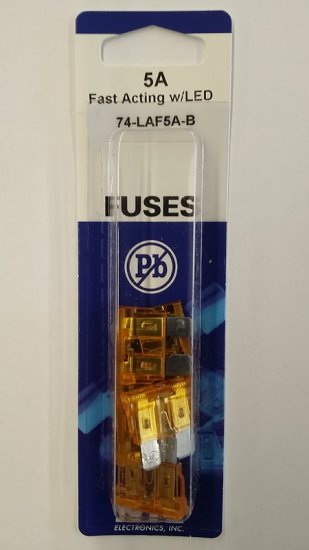 5A
Fast Acting w/LED
74-LAF5A-B
FUSES
Pb
ELECTRONICS, INC.